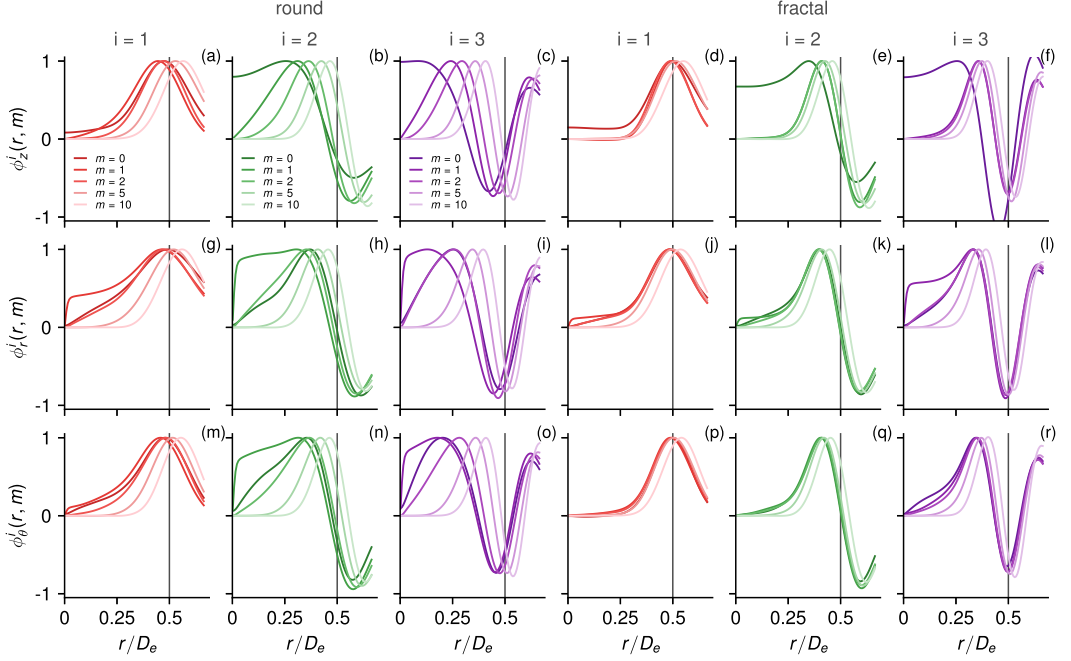 round fractal
i = 1 i = 2 i = 3 i = 1 i = 2 i = 3
(a) (b) (c) (d) (e) (f)
1
0
-1
ϕ_z^i(r, m)
m = 0 m = 0 m = 0
m = 1 m = 1 m = 1
m = 2 m = 2 m = 2
m = 5 m = 5 m = 5
m = 10 m = 10 m = 10
(g) (h) (i) (j) (k) (l)
1
0
-1
ϕ_r^i(r, m)
(m) (n) (o) (p) (q) (r)
1
0
-1
ϕ_θ^i(r, m)
0 0.25 0.5 0 0.25 0.5 0 0.25 0.5 0 0.25 0.5 0 0.25 0.5 0 0.25 0.5
r/D_e r/D_e r/D_e r/D_e r/D_e r/D_e